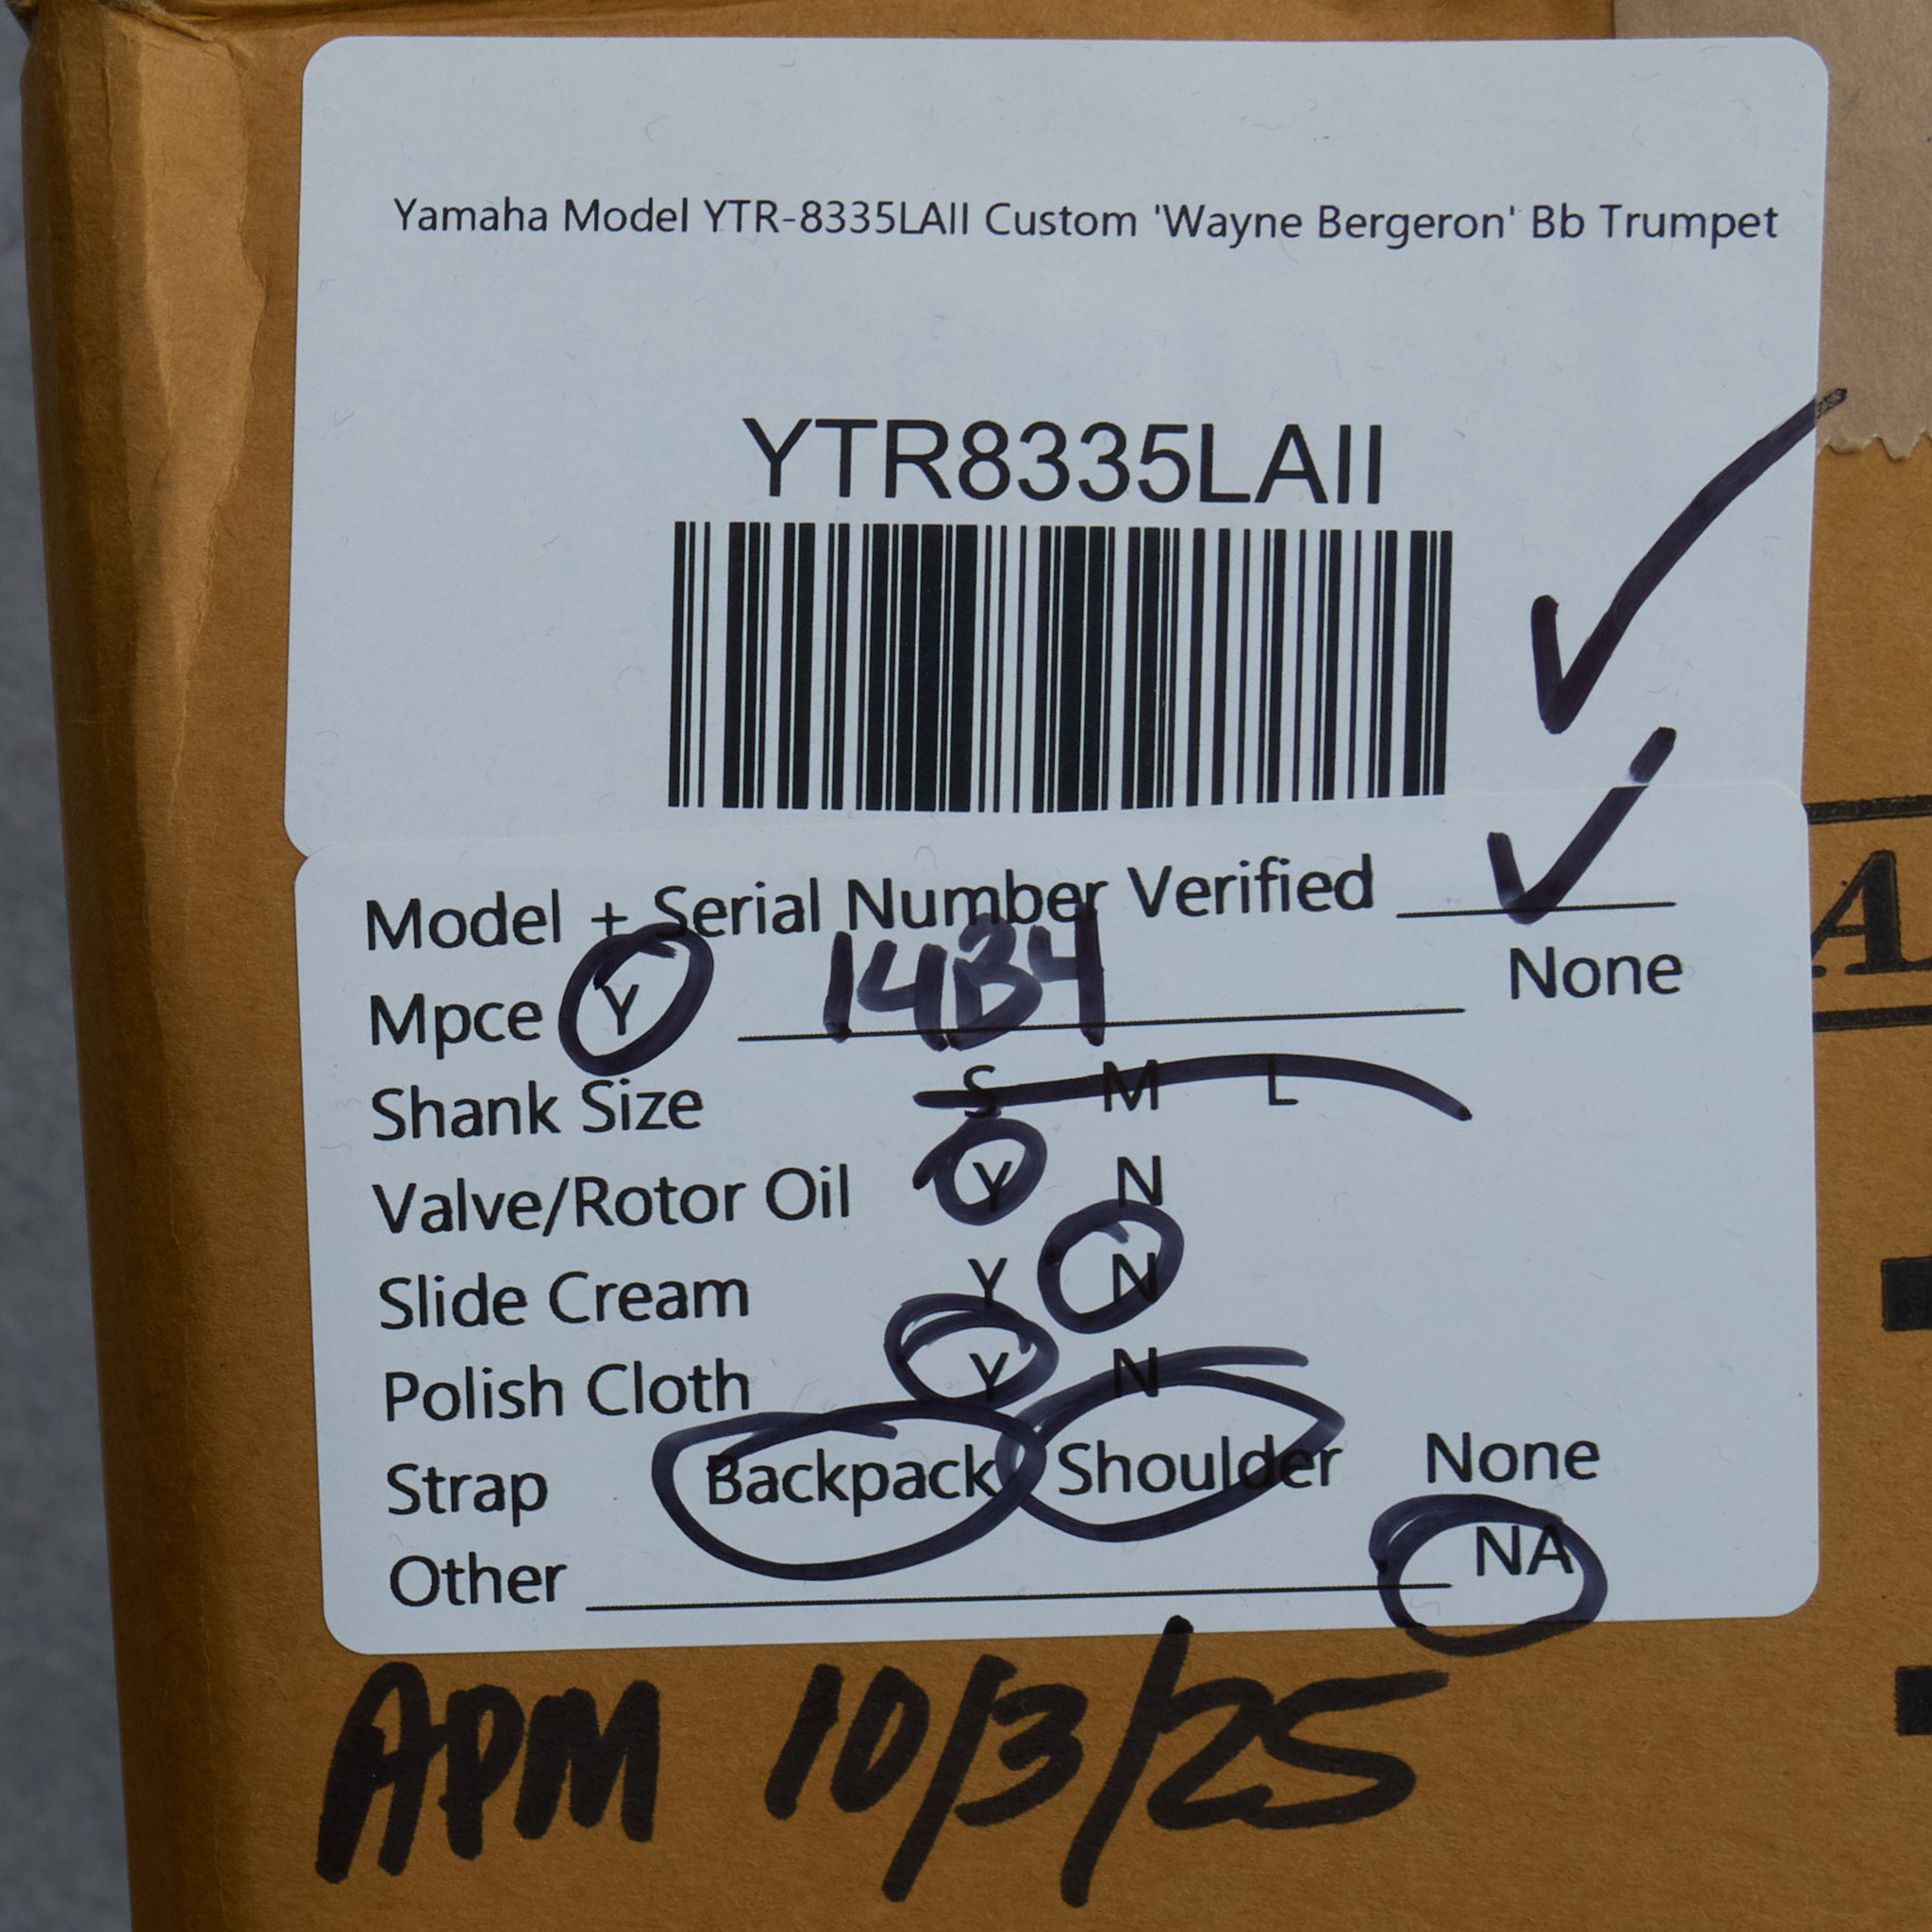 Yamaha Model YTR-8335LAII Custom 'Wayne Bergeron' Bb Trumpet
YTR8335LAII
Model + Serial Number Verified
Mpce Y 14B4 None
Shank Size S M L
Valve/Rotor Oil Y N
Slide Cream Y N
Polish Cloth Y N
Strap Backpack Shoulder None
Other NA
APM 10/3/25